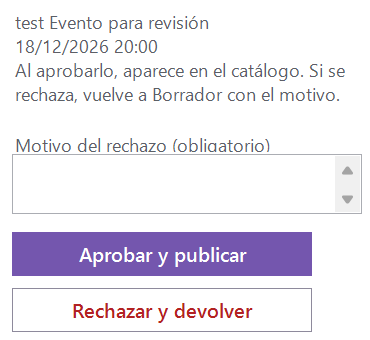 test Evento para revisión
18/12/2026 20:00
Al aprobarlo, aparece en el catálogo. Si se
rechaza, vuelve a Borrador con el motivo.
Motivo del rechazo (obligatorio)
Aprobar y publicar
Rechazar y devolver